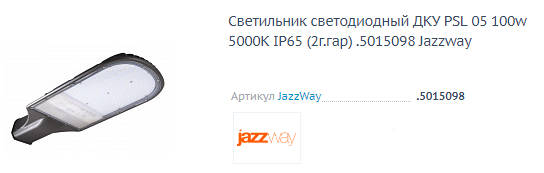 Светильник светодиодный ДКУ PSL 05 100w
5000K IP65 (2г.гар) .5015098 Jazzway
Артикул JazzWay .5015098
jazzway